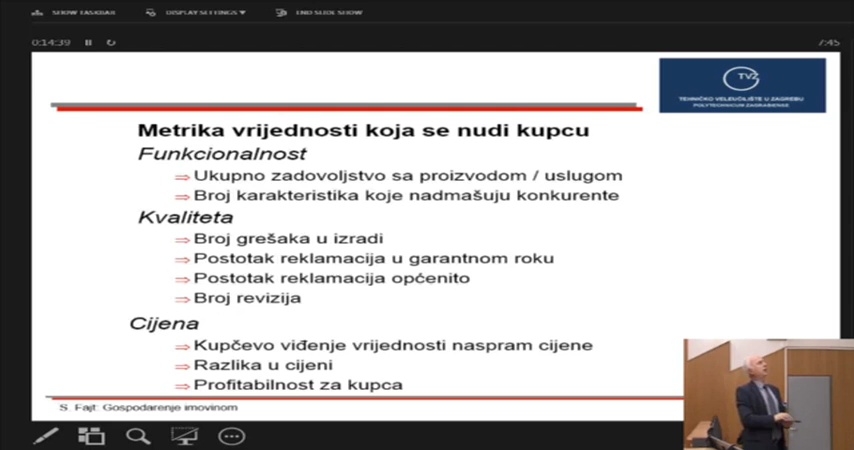 SHOW TASKBAR
DISPLAY SETTINGS ▼
END SLIDE SHOW
0:14:39
7:45
TVZ
TEHNIČKO VELEUČILIŠTE U ZAGREBU
POLYTECHNICUM ZAGRABIENSE
Metrika vrijednosti koja se nudi kupcu
Funkcionalnost
⇒ Ukupno zadovoljstvo sa proizvodom / uslugom
⇒ Broj karakteristika koje nadmašuju konkurente
Kvaliteta
⇒ Broj grešaka u izradi
⇒ Postotak reklamacija u garantnom roku
⇒ Postotak reklamacija općenito
⇒ Broj revizija
Cijena
⇒ Kupčevo viđenje vrijednosti naspram cijene
⇒ Razlika u cijeni
⇒ Profitabilnost za kupca
S. Fajt: Gospodarenje imovinom